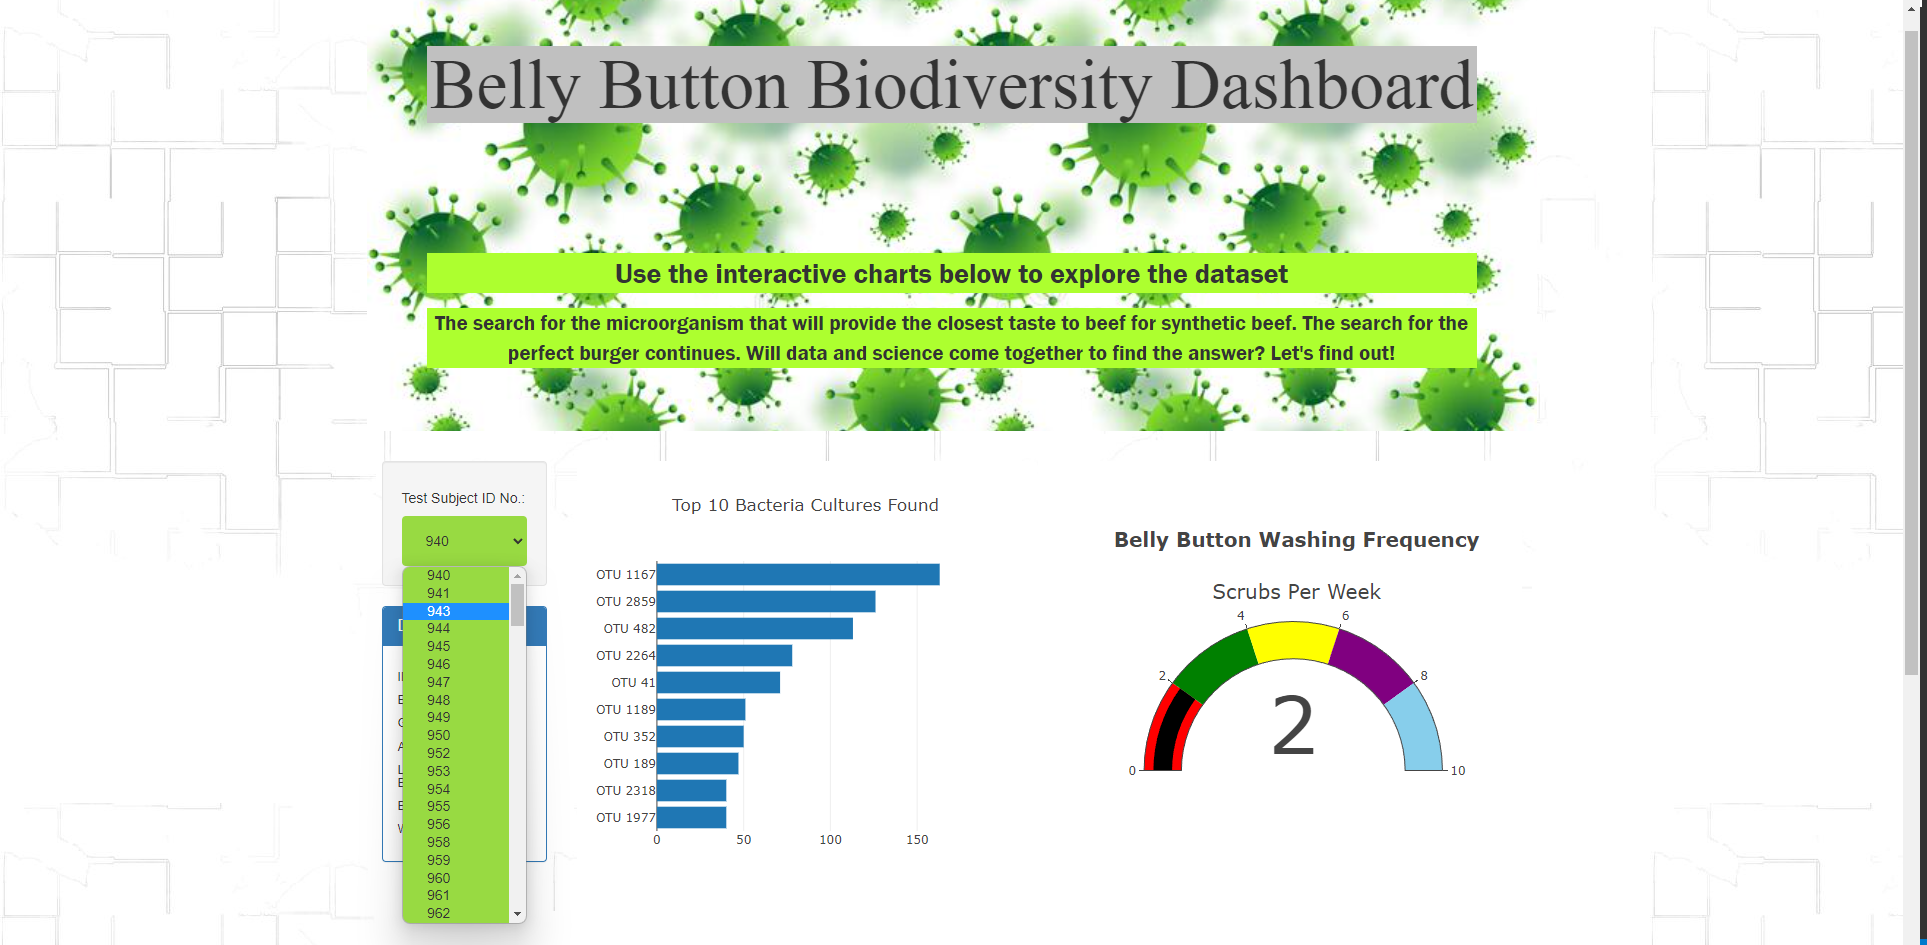 Belly Button Biodiversity Dashboard
Use the interactive charts below to explore the dataset
The search for the microorganism that will provide the closest taste to beef for synthetic beef. The search for the
perfect burger continues. Will data and science come together to find the answer? Let's find out!
Test Subject ID No.:
940
940
941
943
944
945
946
947
948
949
950
952
953
954
955
956
958
959
960
961
962
Top 10 Bacteria Cultures Found
OTU 1167
OTU 2859
OTU 482
OTU 2264
OTU 41
OTU 1189
OTU 352
OTU 189
OTU 2318
OTU 1977
0 50 100 150
Belly Button Washing Frequency
Scrubs Per Week
4 6
2 8
2
0 10